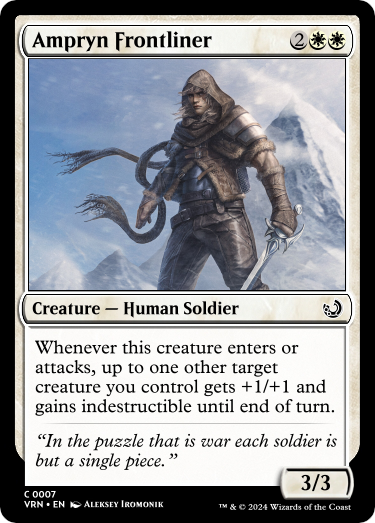 Ampryn Frontliner 2
Creature — Human Soldier
Whenever this creature enters or
attacks, up to one other target
creature you control gets +1/+1 and
gains indestructible until end of turn.
“In the puzzle that is war each soldier is
but a single piece.”
3/3
C 0007
VRN • EN Aleksey Iromonik
™ & © 2024 Wizards of the Coast